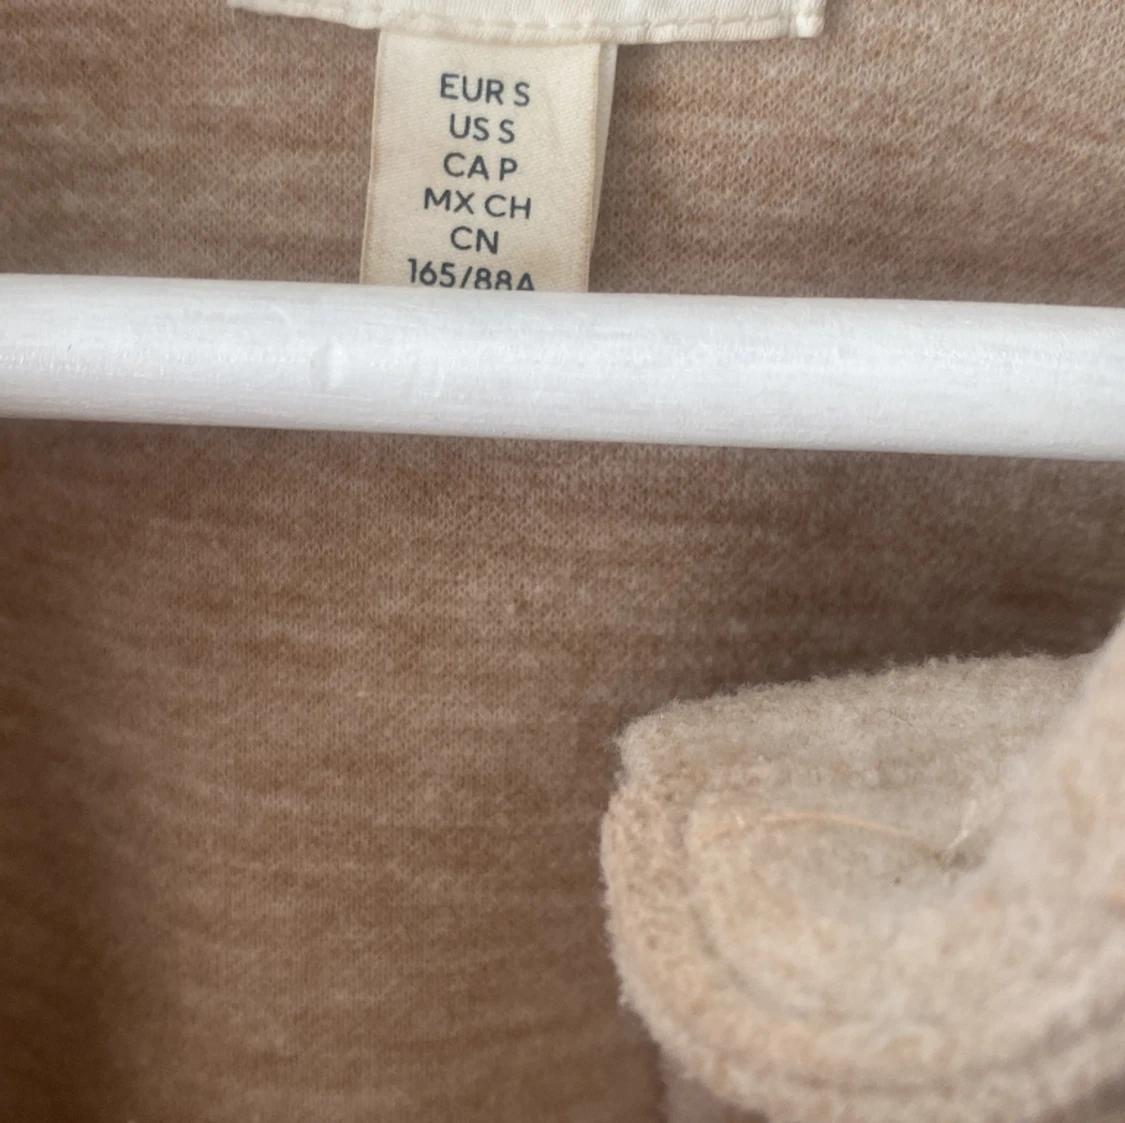 EUR S
US S
CA P
MX CH
CN
165/88A